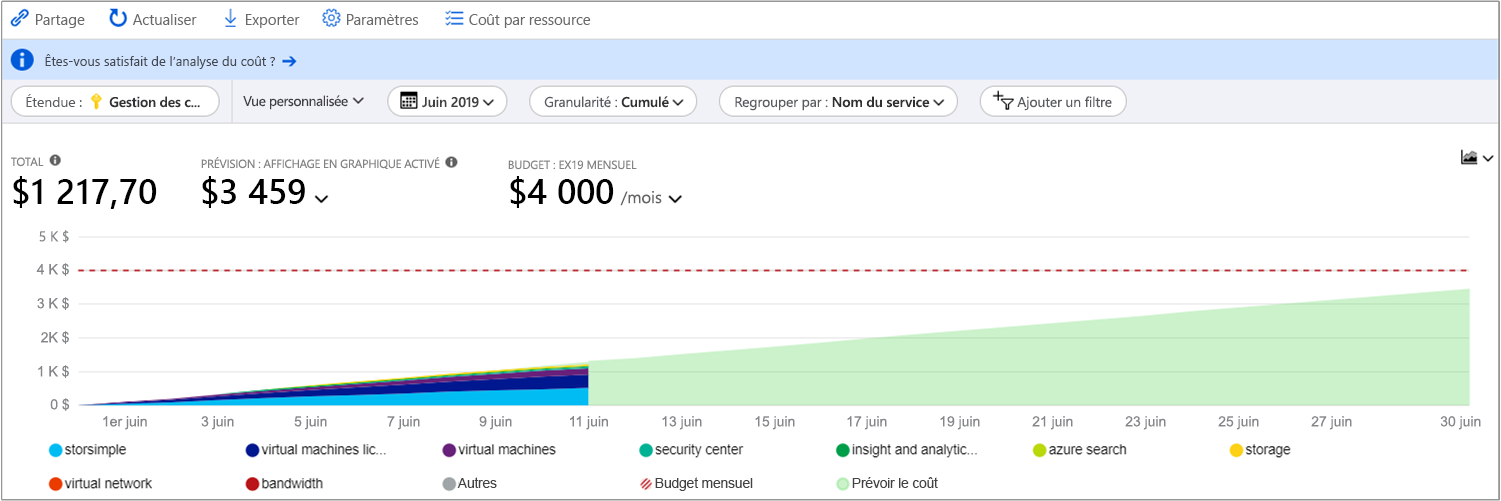 Partage Actualiser Exporter Paramètres Coût par ressource
Êtes-vous satisfait de l'analyse du coût ?
Étendue : Gestion des c... Vue personnalisée Juin 2019 Granularité : Cumulé Regrouper par : Nom du service Ajouter un filtre
TOTAL PRÉVISION : AFFICHAGE EN GRAPHIQUE ACTIVÉ BUDGET : EX19 MENSUEL
$1 217,70 $3 459 $4 000 /mois
5 K $
4 K $
3 K $
2K $
1 K $
0 $
1er juin 3 juin 5 juin 7 juin 9 juin 11 juin 13 juin 15 juin 17 juin 19 juin 21 juin 23 juin 25 juin 27 juin 30 juin
storsimple virtual machines lic... virtual machines security center insight and analytic... azure search storage
virtual network bandwidth Autres Budget mensuel Prévoir le coût